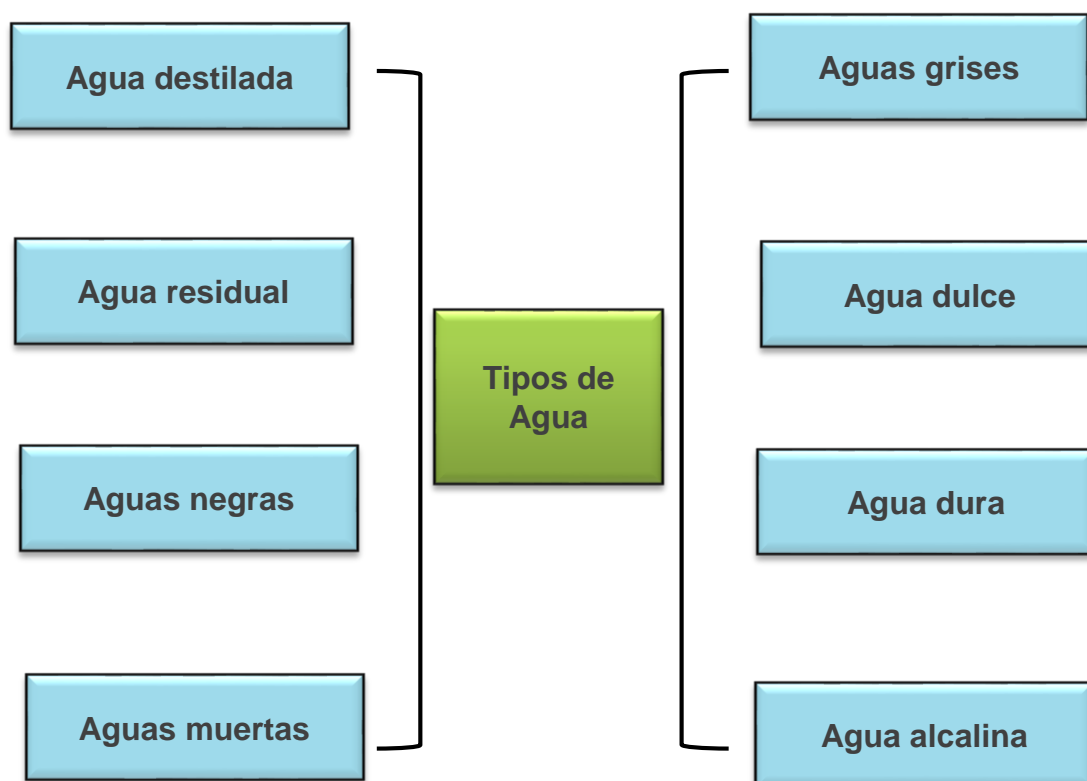 Agua destilada
Agua residual
Aguas negras
Aguas muertas
Tipos de
Agua
Aguas grises
Agua dulce
Agua dura
Agua alcalina